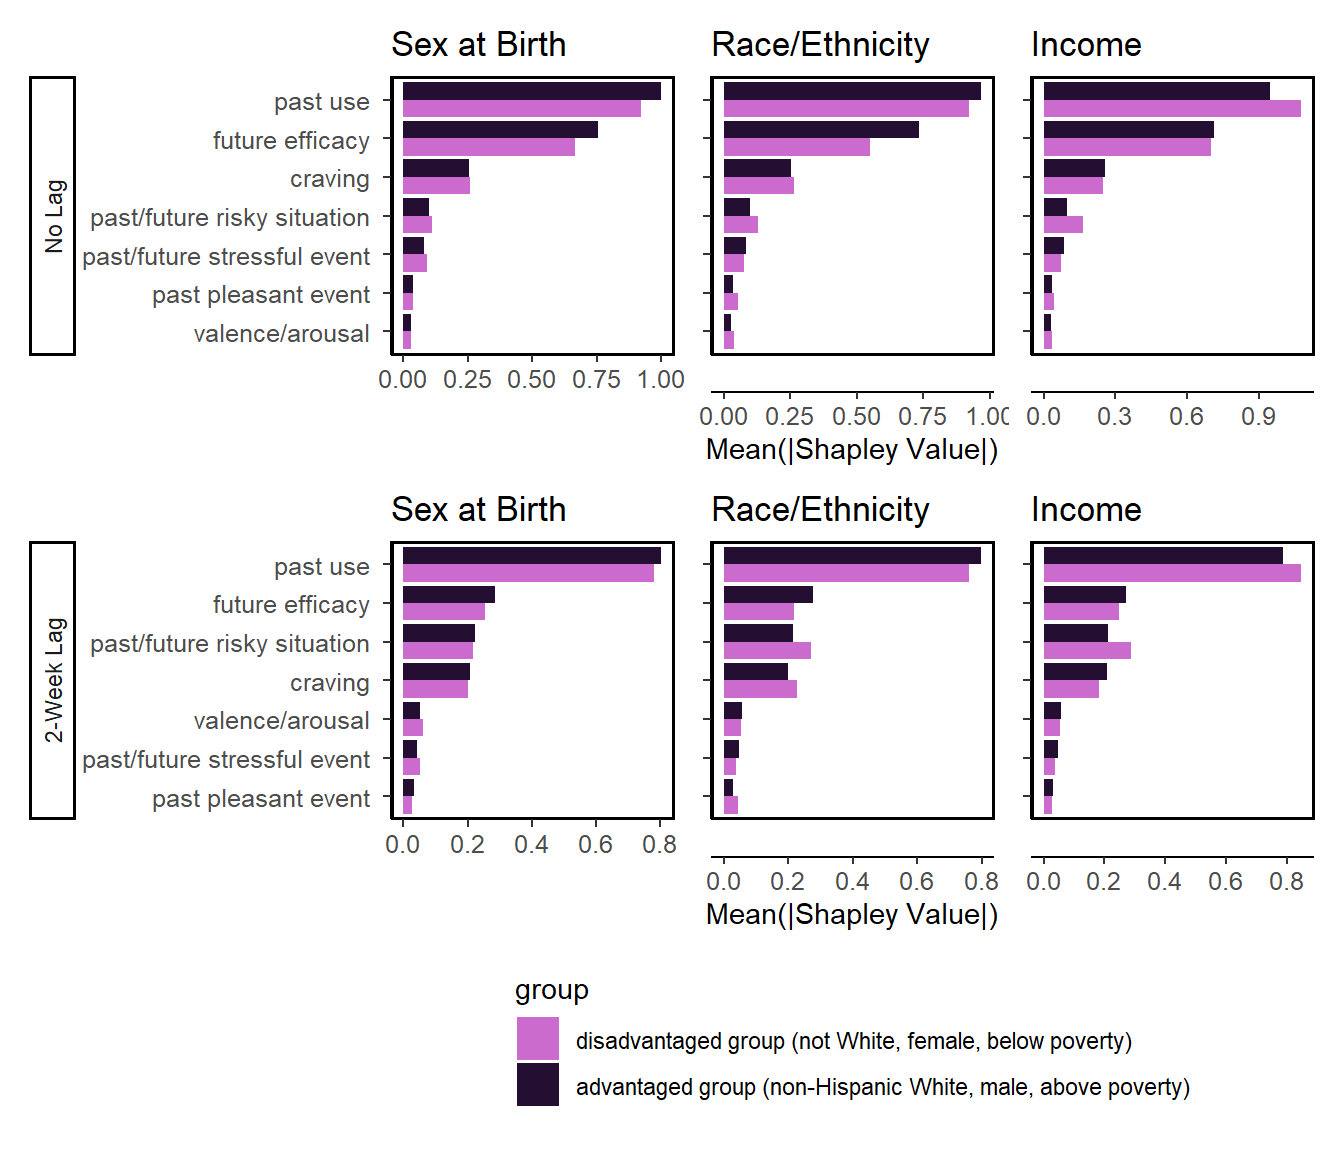 Sex at Birth
Race/Ethnicity
Income
No Lag
past use
future efficacy
craving
past/future risky situation
past/future stressful event
past pleasant event
valence/arousal
0.00 0.25 0.50 0.75 1.00
0.00 0.25 0.50 0.75 1.00
0.0 0.3 0.6 0.9
Mean(|Shapley Value|)
Sex at Birth
Race/Ethnicity
Income
2-Week Lag
past use
future efficacy
past/future risky situation
craving
valence/arousal
past/future stressful event
past pleasant event
0.0 0.2 0.4 0.6 0.8
0.0 0.2 0.4 0.6 0.8
0.0 0.2 0.4 0.6 0.8
Mean(|Shapley Value|)
group
disadvantaged group (not White, female, below poverty)
advantaged group (non-Hispanic White, male, above poverty)